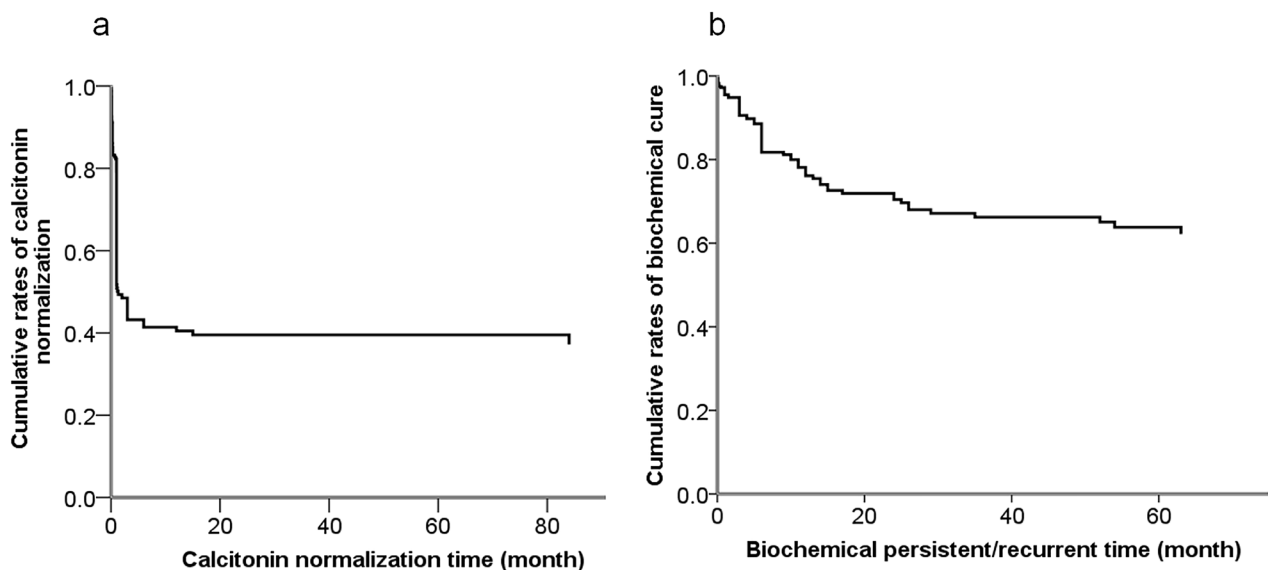 a
Cumulative rates of calcitonin
normalization
1.0
0.8
0.6
0.4
0.2
0.0
0 20 40 60 80
Calcitonin normalization time (month)
b
Cumulative rates of biochemical cure
1.0
0.8
0.6
0.4
0.2
0.0
0 20 40 60
Biochemical persistent/recurrent time (month)